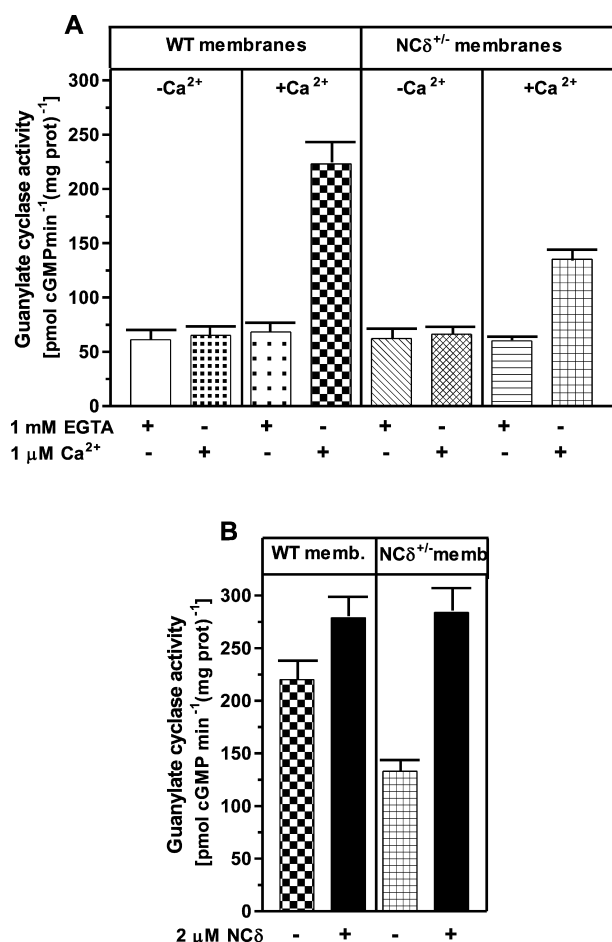 A
WT membranes NCδ+/- membranes
-Ca2+ +Ca2+ -Ca2+ +Ca 2+
Guanylate cyclase activity
[pmol cGMPmin-1(mg prot)-1]
300
250
200
150
100
50
0
1 mM EGTA + - + - + - + -
1 μM Ca2+ - + - + - + - +
B
WT memb. NCδ+/-memb
Guanylate cyclase activity
[pmol cGMP min-1(mg prot)-1]
300
250
200
150
100
50
0
2 μM NCδ - + - +